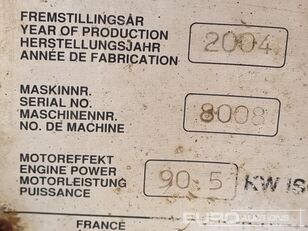 FREMSTILLINGSÅR
YEAR OF PRODUCTION
HERSTELLUNGSJAHR
ANNÉE DE FABRICATION
2004
MASKINNR.
SERIAL NO.
MASCHINENNR.
NO. DE MACHINE
8008
MOTOREFFEKT
ENGINE POWER
MOTORLEISTUNG
PUISSANCE
90.5 KW IS
FRANCE